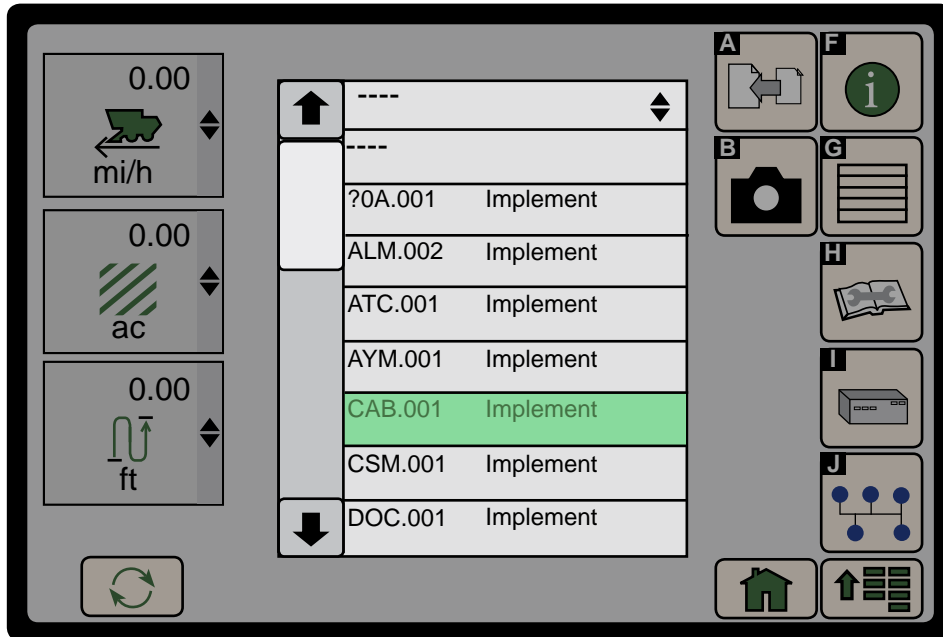 0.00
mi/h
0.00
ac
0.00
ft
----
----
?0A.001 Implement
ALM.002 Implement
ATC.001 Implement
AYM.001 Implement
CAB.001 Implement
CSM.001 Implement
DOC.001 Implement
A
F
i
B
G
H
I
J